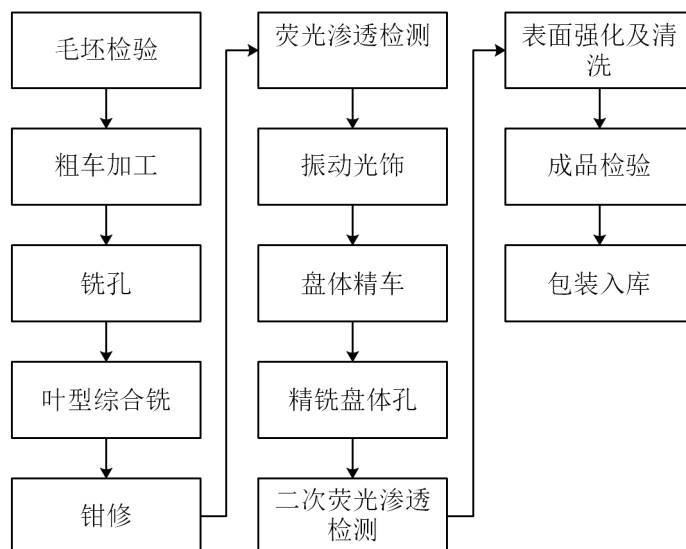 毛坯检验
粗车加工
铣孔
叶型综合铣
钳修
荧光渗透检测
振动光饰
盘体精车
精铣盘体孔
二次荧光渗透
检测
表面强化及清
洗
成品检验
包装入库